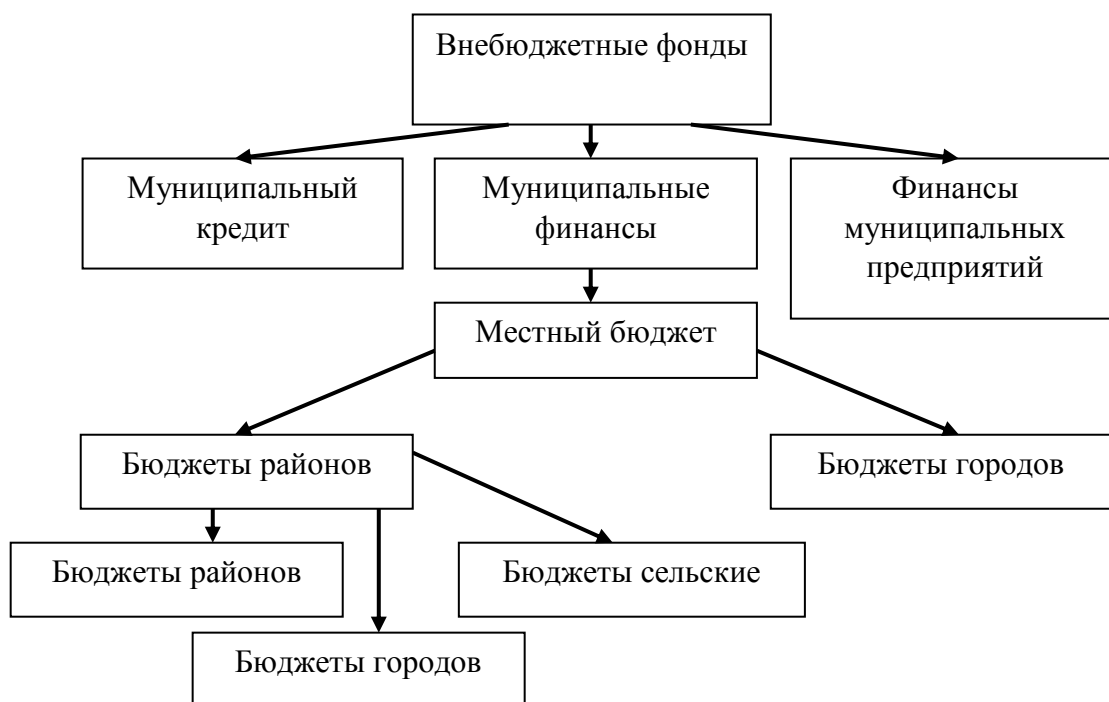 Внебюджетные фонды
Муниципальный
кредит
Муниципальные
финансы
Финансы
муниципальных
предприятий
Местный бюджет
Бюджеты районов
Бюджеты городов
Бюджеты районов
Бюджеты сельские
Бюджеты городов